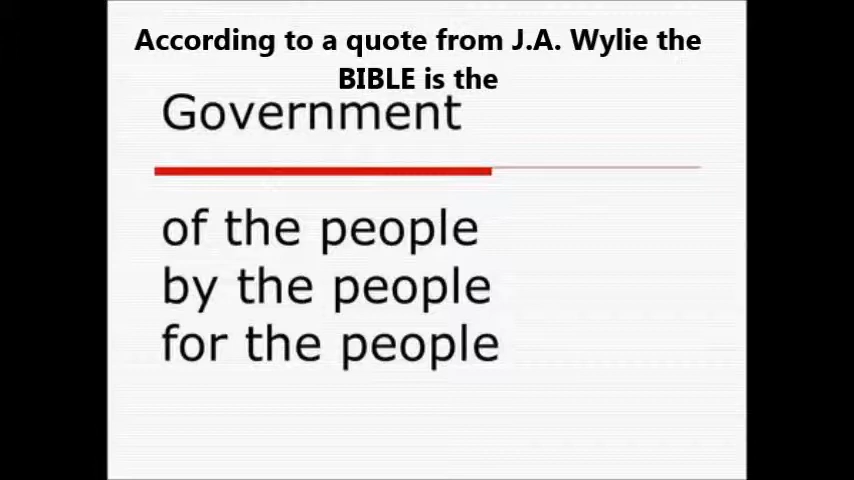 According to a quote from J.A. Wylie the
BIBLE is the
Government
of the people
by the people
for the people